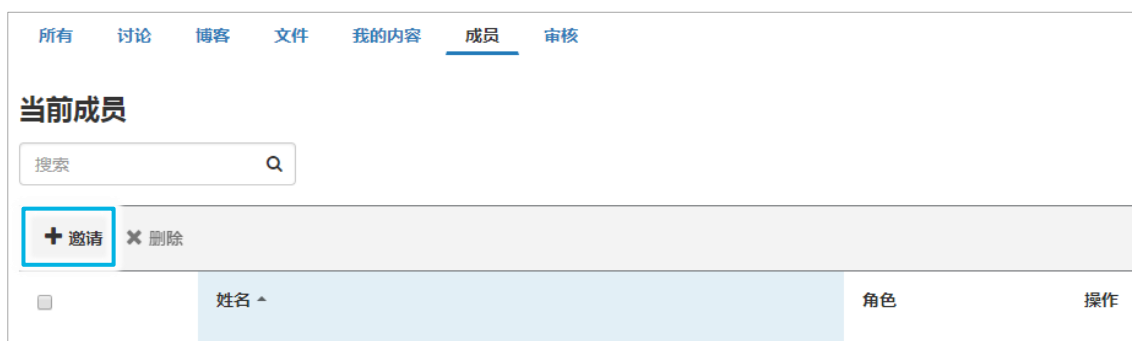 所有 讨论 博客 文件 我的内容 成员 审核
当前成员
搜索
邀请 删除
姓名 角色 操作